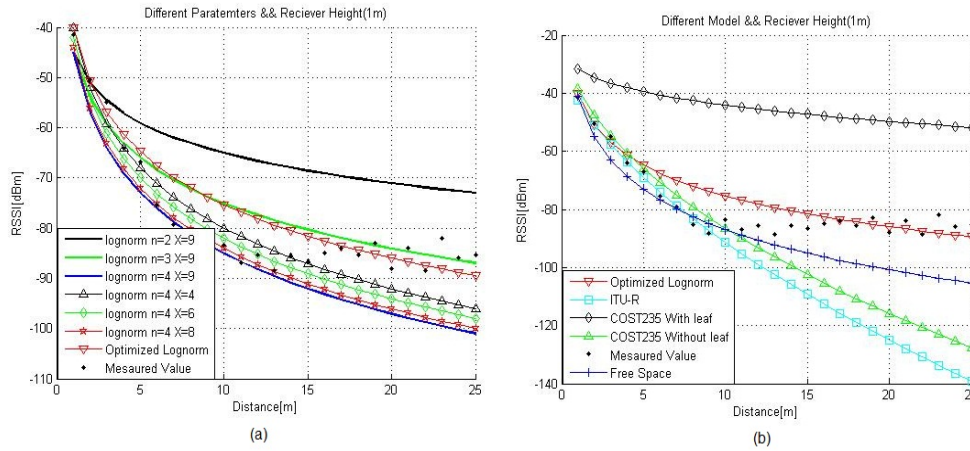 Different Paratemters && Reciever Height(1m)
-40
-50
-60
-70
-80
-90
-100
-110
RSSI[dBm]
lognorm n=2 X=9
lognorm n=3 X=9
lognorm n=4 X=9
lognorm n=4 X=4
lognorm n=4 X=6
lognorm n=4 X=8
Optimized Lognorm
Mesaured Value
0 5 10 15 20 25
Distance[m]
(a)
Different Model && Reciever Height(1m)
-20
-40
-60
-80
-100
-120
-140
RSSI[dBm]
Optimized Lognorm
ITU-R
COST235 With leaf
COST235 Without leaf
Mesaured Value
Free Space
0 5 10 15 20 25
Distance[m]
(b)